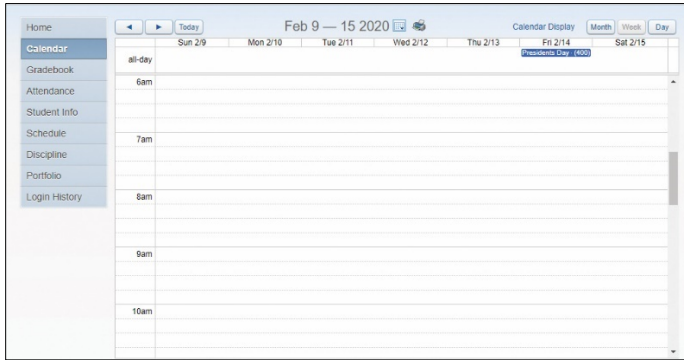 Home
Calendar
Gradebook
Attendance
Student Info
Schedule
Discipline
Portfolio
Login History
Today
Feb 9 — 15 2020
Calendar Display
Month
Week
Day
Sun 2/9
Mon 2/10
Tue 2/11
Wed 2/12
Thu 2/13
Fri 2/14
Sat 2/15
all-day
Presidents Day (400)
6am
7am
8am
9am
10am